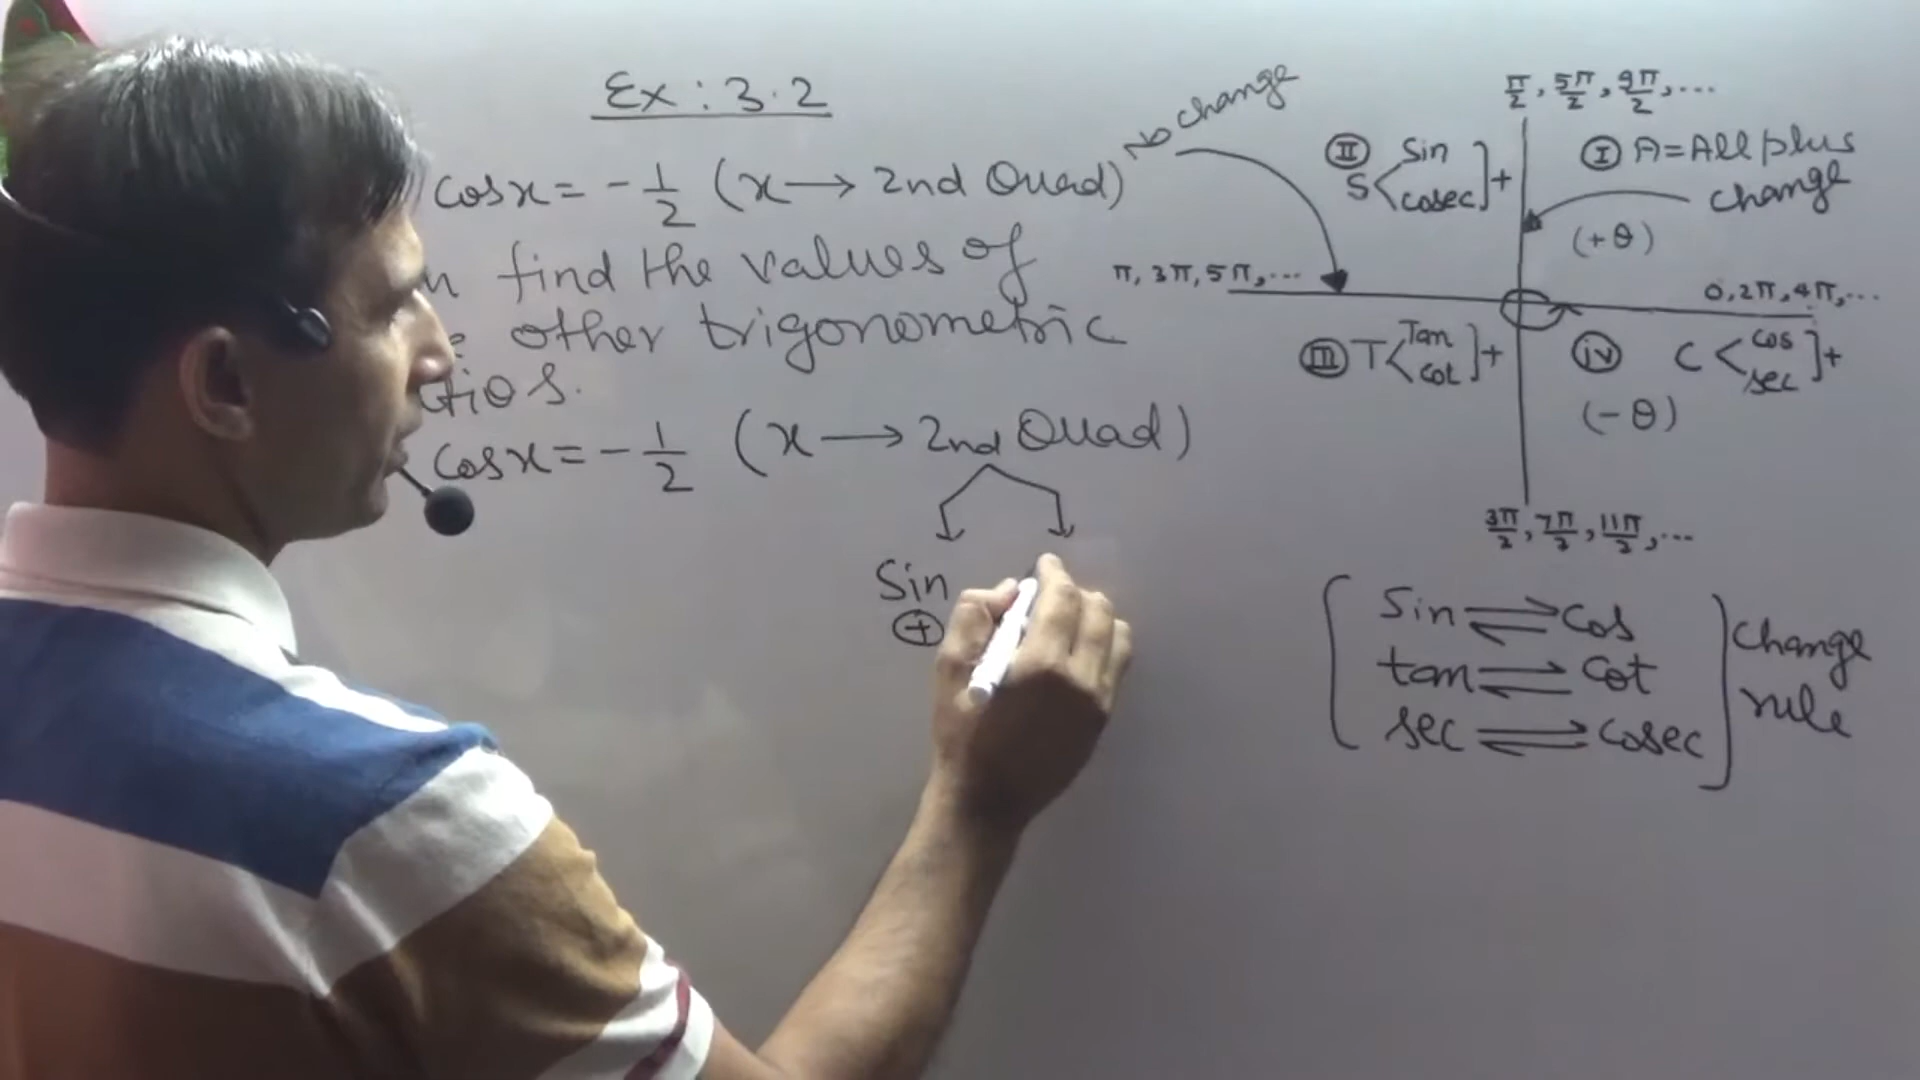 Ex : 3.2
cos x = -1/2 (x → 2nd Quad)
find the values of
other trigonometric
cos x = -1/2 (x → 2nd Quad)
Sin
+
No change
π/2, 5π/2, 9π/2, ...
II S < Sin cosec ] +
I A = All plus
change
(+θ)
π, 3π, 5π, ...
0, 2π, 4π, ...
III T < Tan cot ] +
iv C < cos sec ] +
(-θ)
3π/2, 7π/2, 11π/2, ...
Sin ⇌ Cos
tan ⇌ Cot
sec ⇌ Cosec
Change
rule